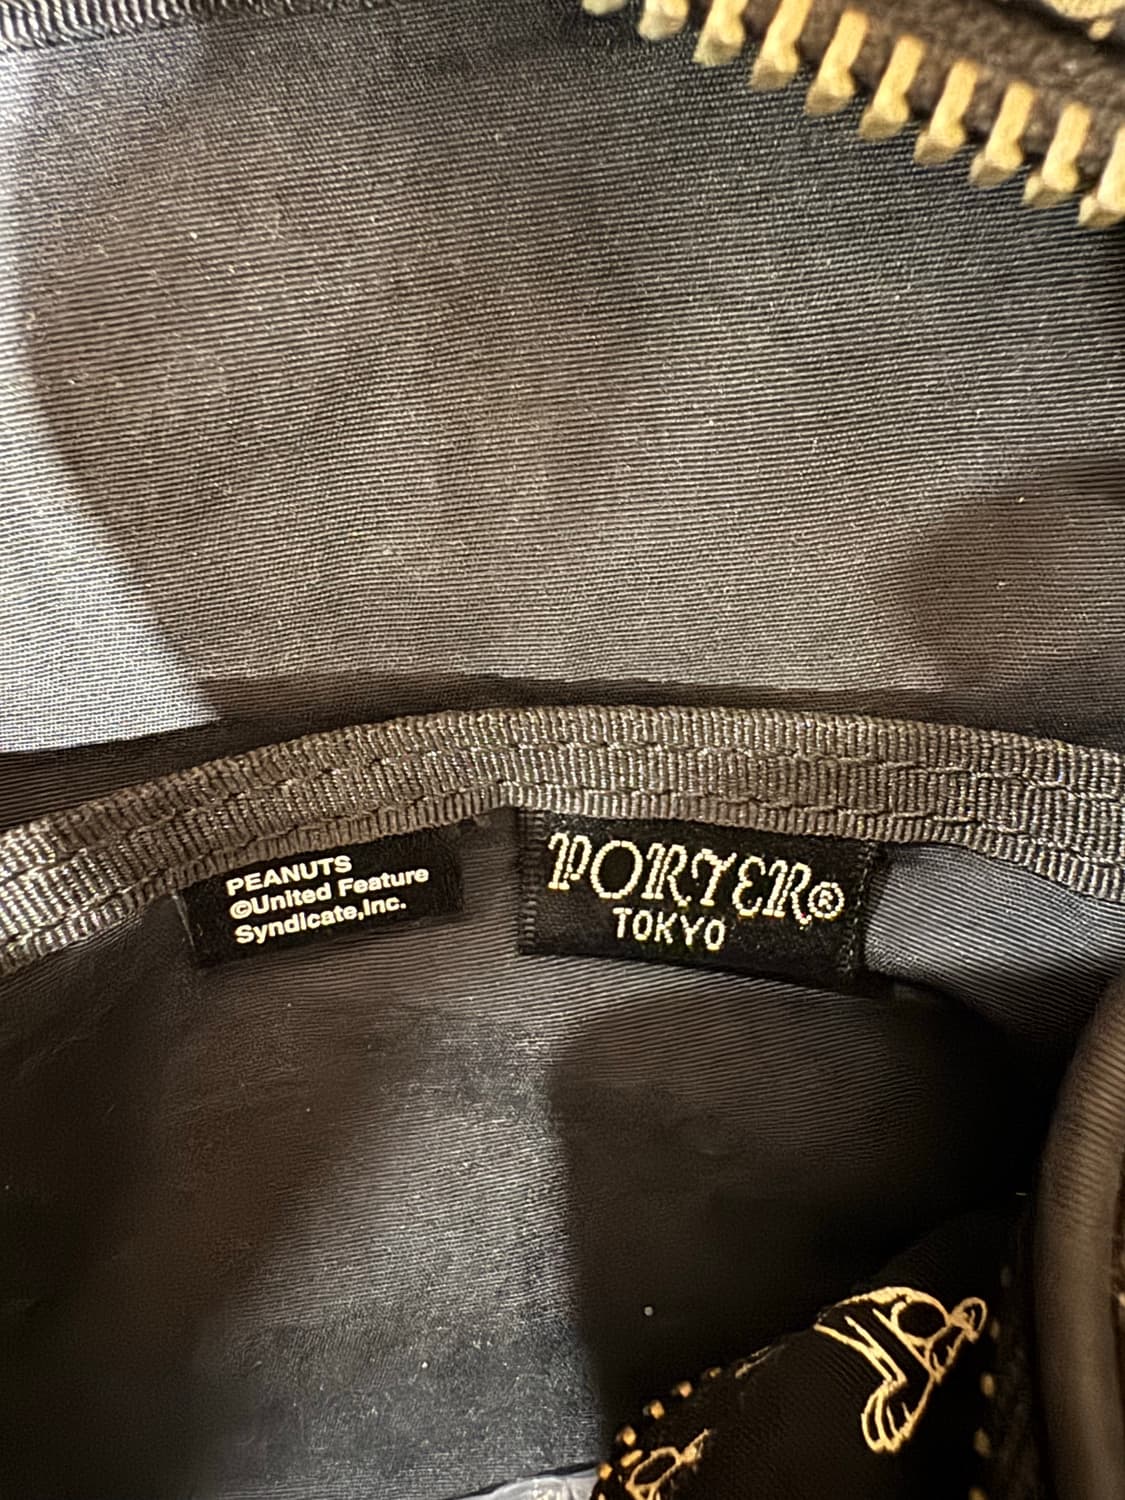 PEANUTS
©United Feature
Syndicate,Inc.
PORTER®
TOKYO